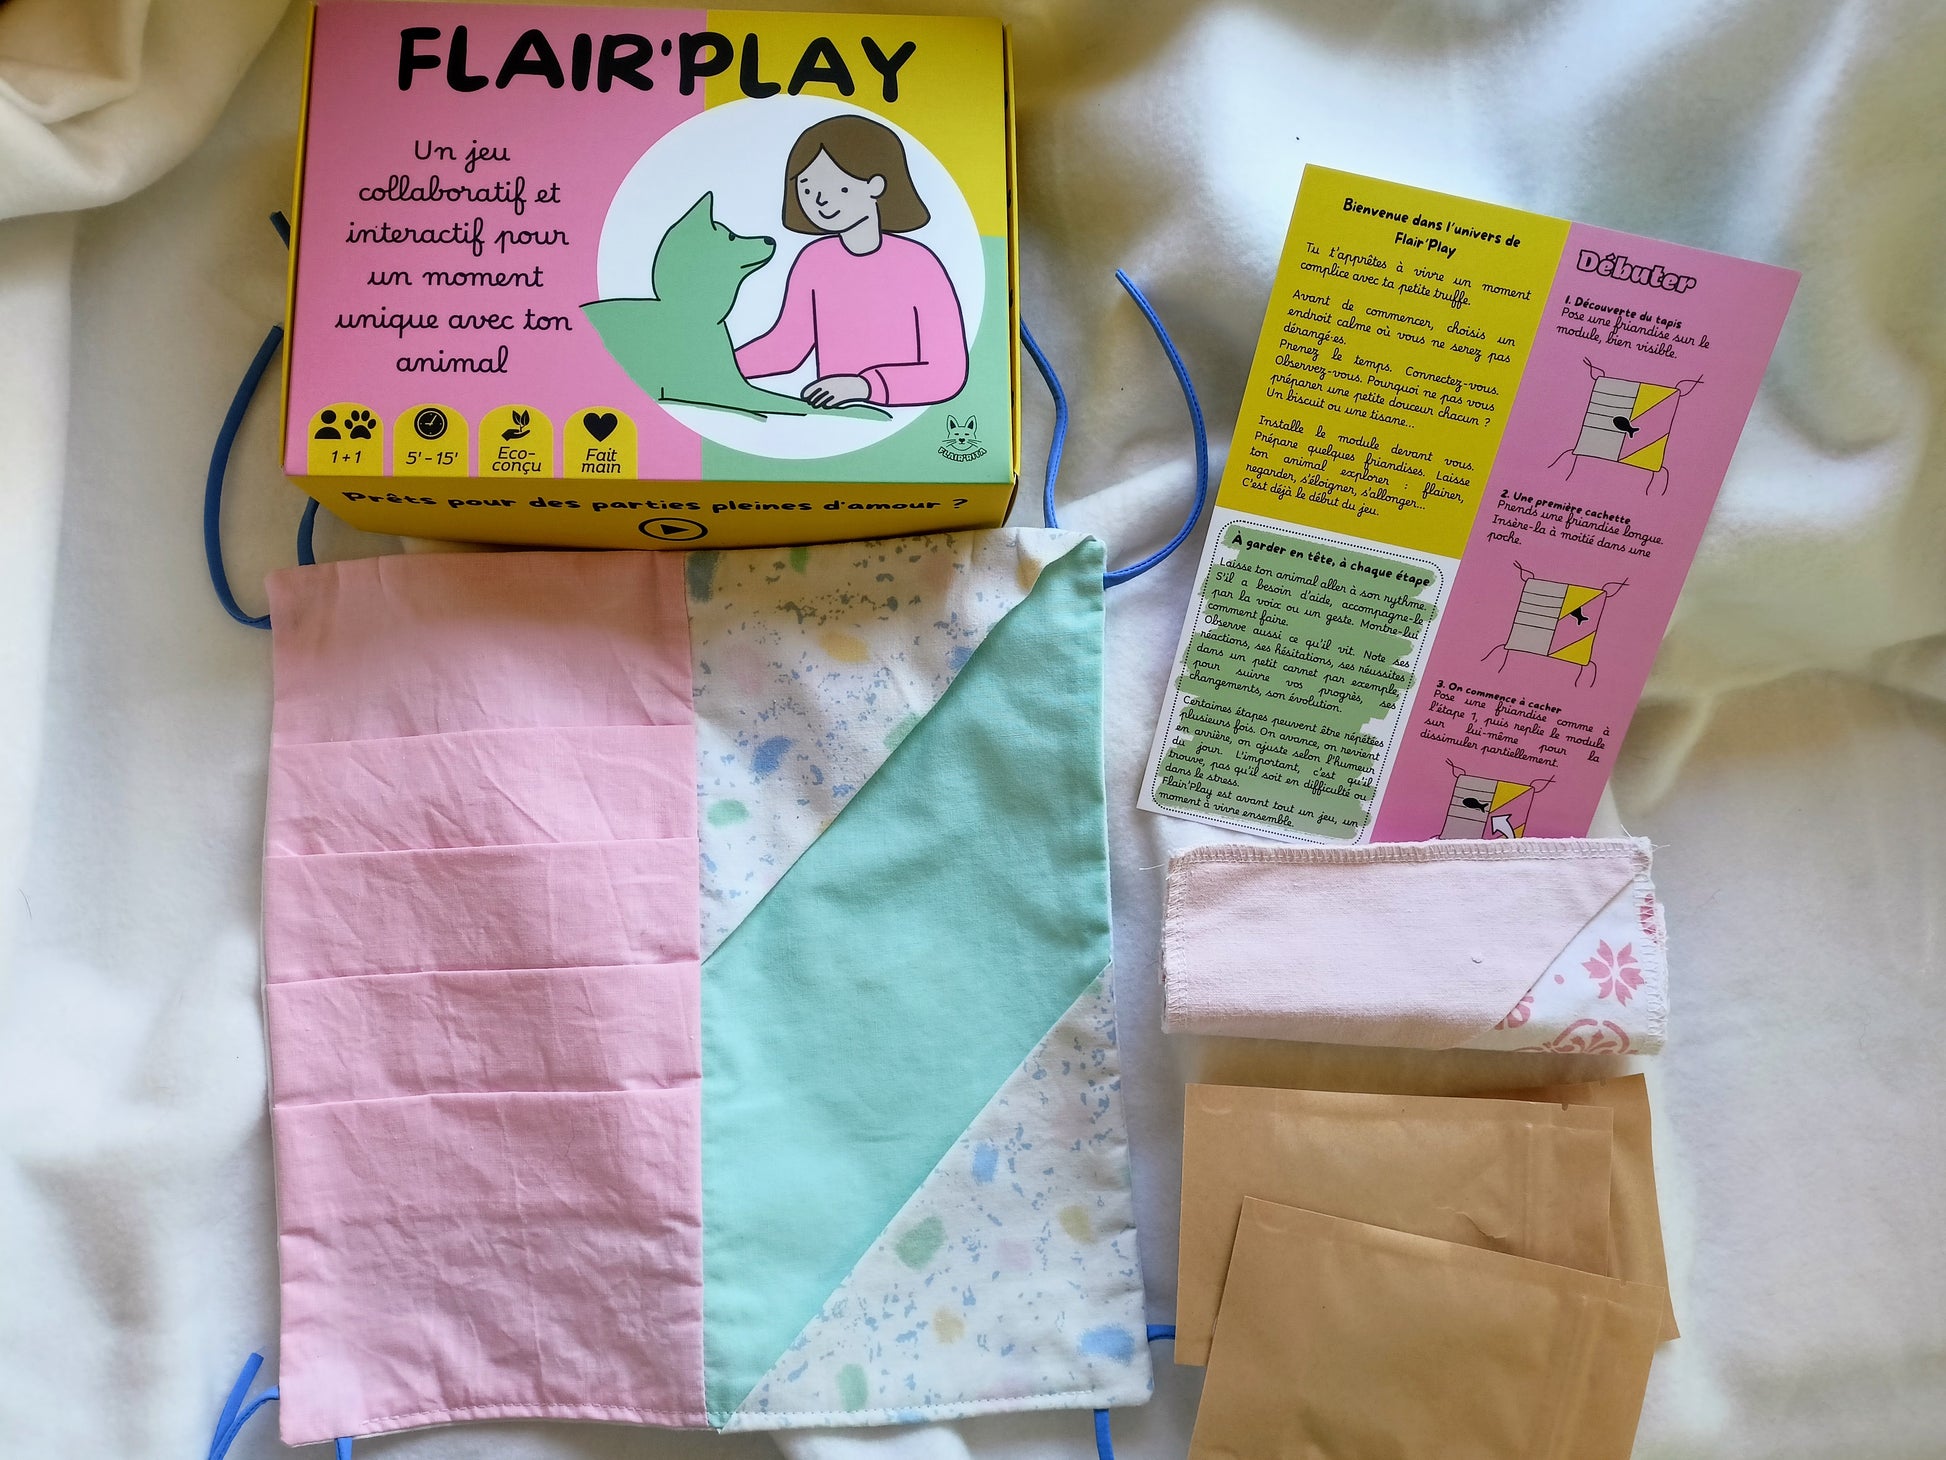 FLAIR'PLAY
Un jeu
collaboratif et
interactif pour
un moment
unique avec ton
animal
1 + 1
5' - 15'
Eco-
conçu
Fait
main
FLAIR'RITA
Prêts pour des parties pleines d'amour ?
Bienvenue dans l'univers de
Flair'Play
Tu t'apprêtes à vivre un moment
complice avec ta petite truffe.
Avant de commencer, choisis un
endroit calme où vous ne serez pas
dérangé·es.
Prenez le temps. Connectez-vous.
Observez-vous. Pourquoi ne pas vous
préparer une petite douceur chacun ?
Un biscuit ou une tisane...
Installe le module devant vous.
Prépare quelques friandises. Laisse
ton animal explorer : flairer,
regarder, s'éloigner, s'allonger...
C'est déjà le début du jeu.
À garder en tête, à chaque étape
Laisse ton animal aller à son rythme.
S'il a besoin d'aide, accompagne-le
par la voix ou un geste. Montre-lui
comment faire.
Observe aussi ce qu'il vit. Note ses
réactions, ses hésitations, ses réussites
dans un petit carnet par exemple,
pour suivre vos progrès, ses
changements, son évolution.
Certaines étapes peuvent être répétées
plusieurs fois. On avance, on revient
en arrière, on ajuste selon l'humeur
du jour. L'important, c'est qu'il
trouve, pas qu'il soit en difficulté ou
dans le stress.
Flair'Play est avant tout un jeu, un
moment à vivre ensemble.
Débuter
1. Découverte du tapis
Pose une friandise sur le
module, bien visible.
2. Une première cachette
Prends une friandise longue.
Insère-la à moitié dans une
poche.
3. On commence à cacher
Pose une friandise comme à
l'étape 1, puis replie le module
sur lui-même pour la
dissimuler partiellement.